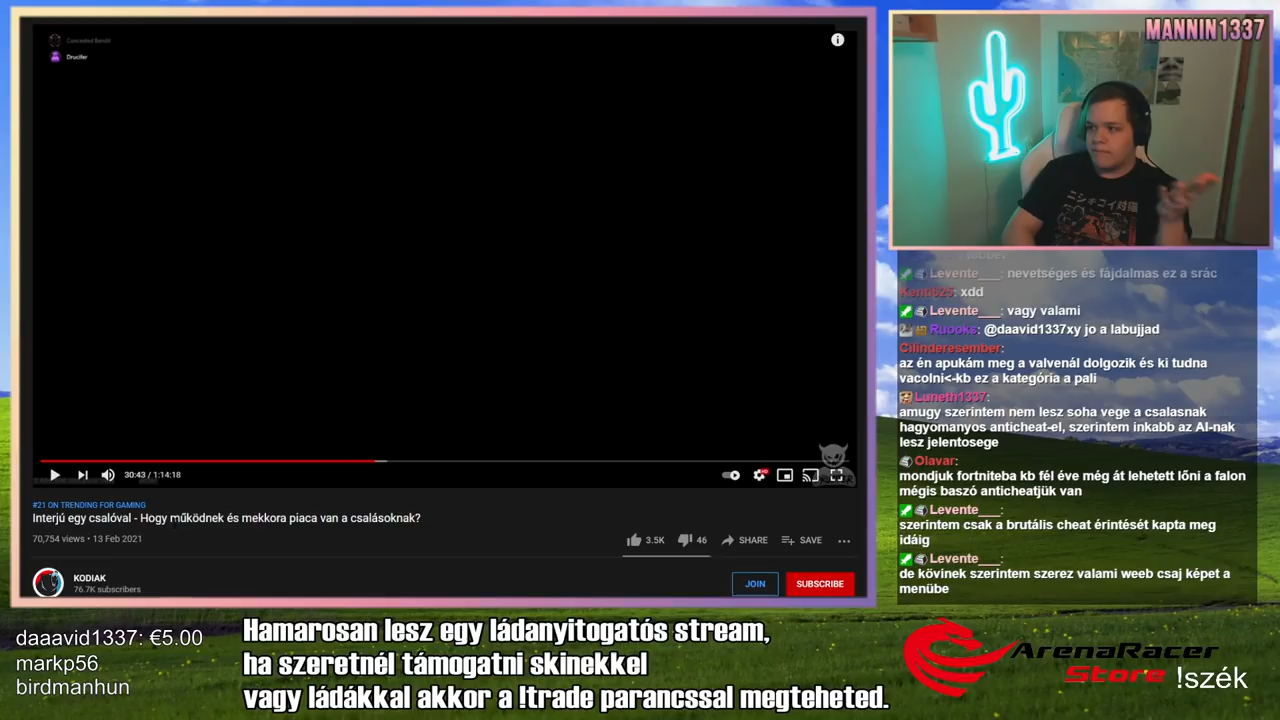 Concealed Bandit
Drucifer
30:43 / 1:14:18
HD
#21 ON TRENDING FOR GAMING
Interjú egy csalóval - Hogy működnek és mekkora piaca van a csalásoknak?
70,754 views • 13 Feb 2021
3.5K
46
SHARE
SAVE
KODIAK
76.7K subscribers
JOIN
SUBSCRIBE
MANNIN1337
Levente___: nevetséges és fájdalmas ez a srác
xdd
Levente___: vagy valami
Ruooks: @daavid1337xy jo a labujjad
Cilinderesember:
az én apukám meg a valvenál dolgozik és ki tudna
vacolni<-kb ez a kategória a pali
Luneth1337:
amugy szerintem nem lesz soha vege a csalasnak
hagyomanyos anticheat-el, szerintem inkabb az AI-nak
lesz jelentosege
Olavar:
mondjuk fortniteba kb fél éve még át lehetett lőni a falon
mégis baszó anticheatjük van
Levente___:
szerintem csak a brutális cheat érintését kapta meg
idáig
Levente___:
de kövinek szerintem szerez valami weeb csaj képet a
menübe
daaavid1337: €5.00
markp56
birdmanhun
Hamarosan lesz egy ládanyitogatós stream,
ha szeretnél támogatni skinekkel
vagy ládákkal akkor a !trade parancssal megteheted.
ArenaRacer
Store
!szék